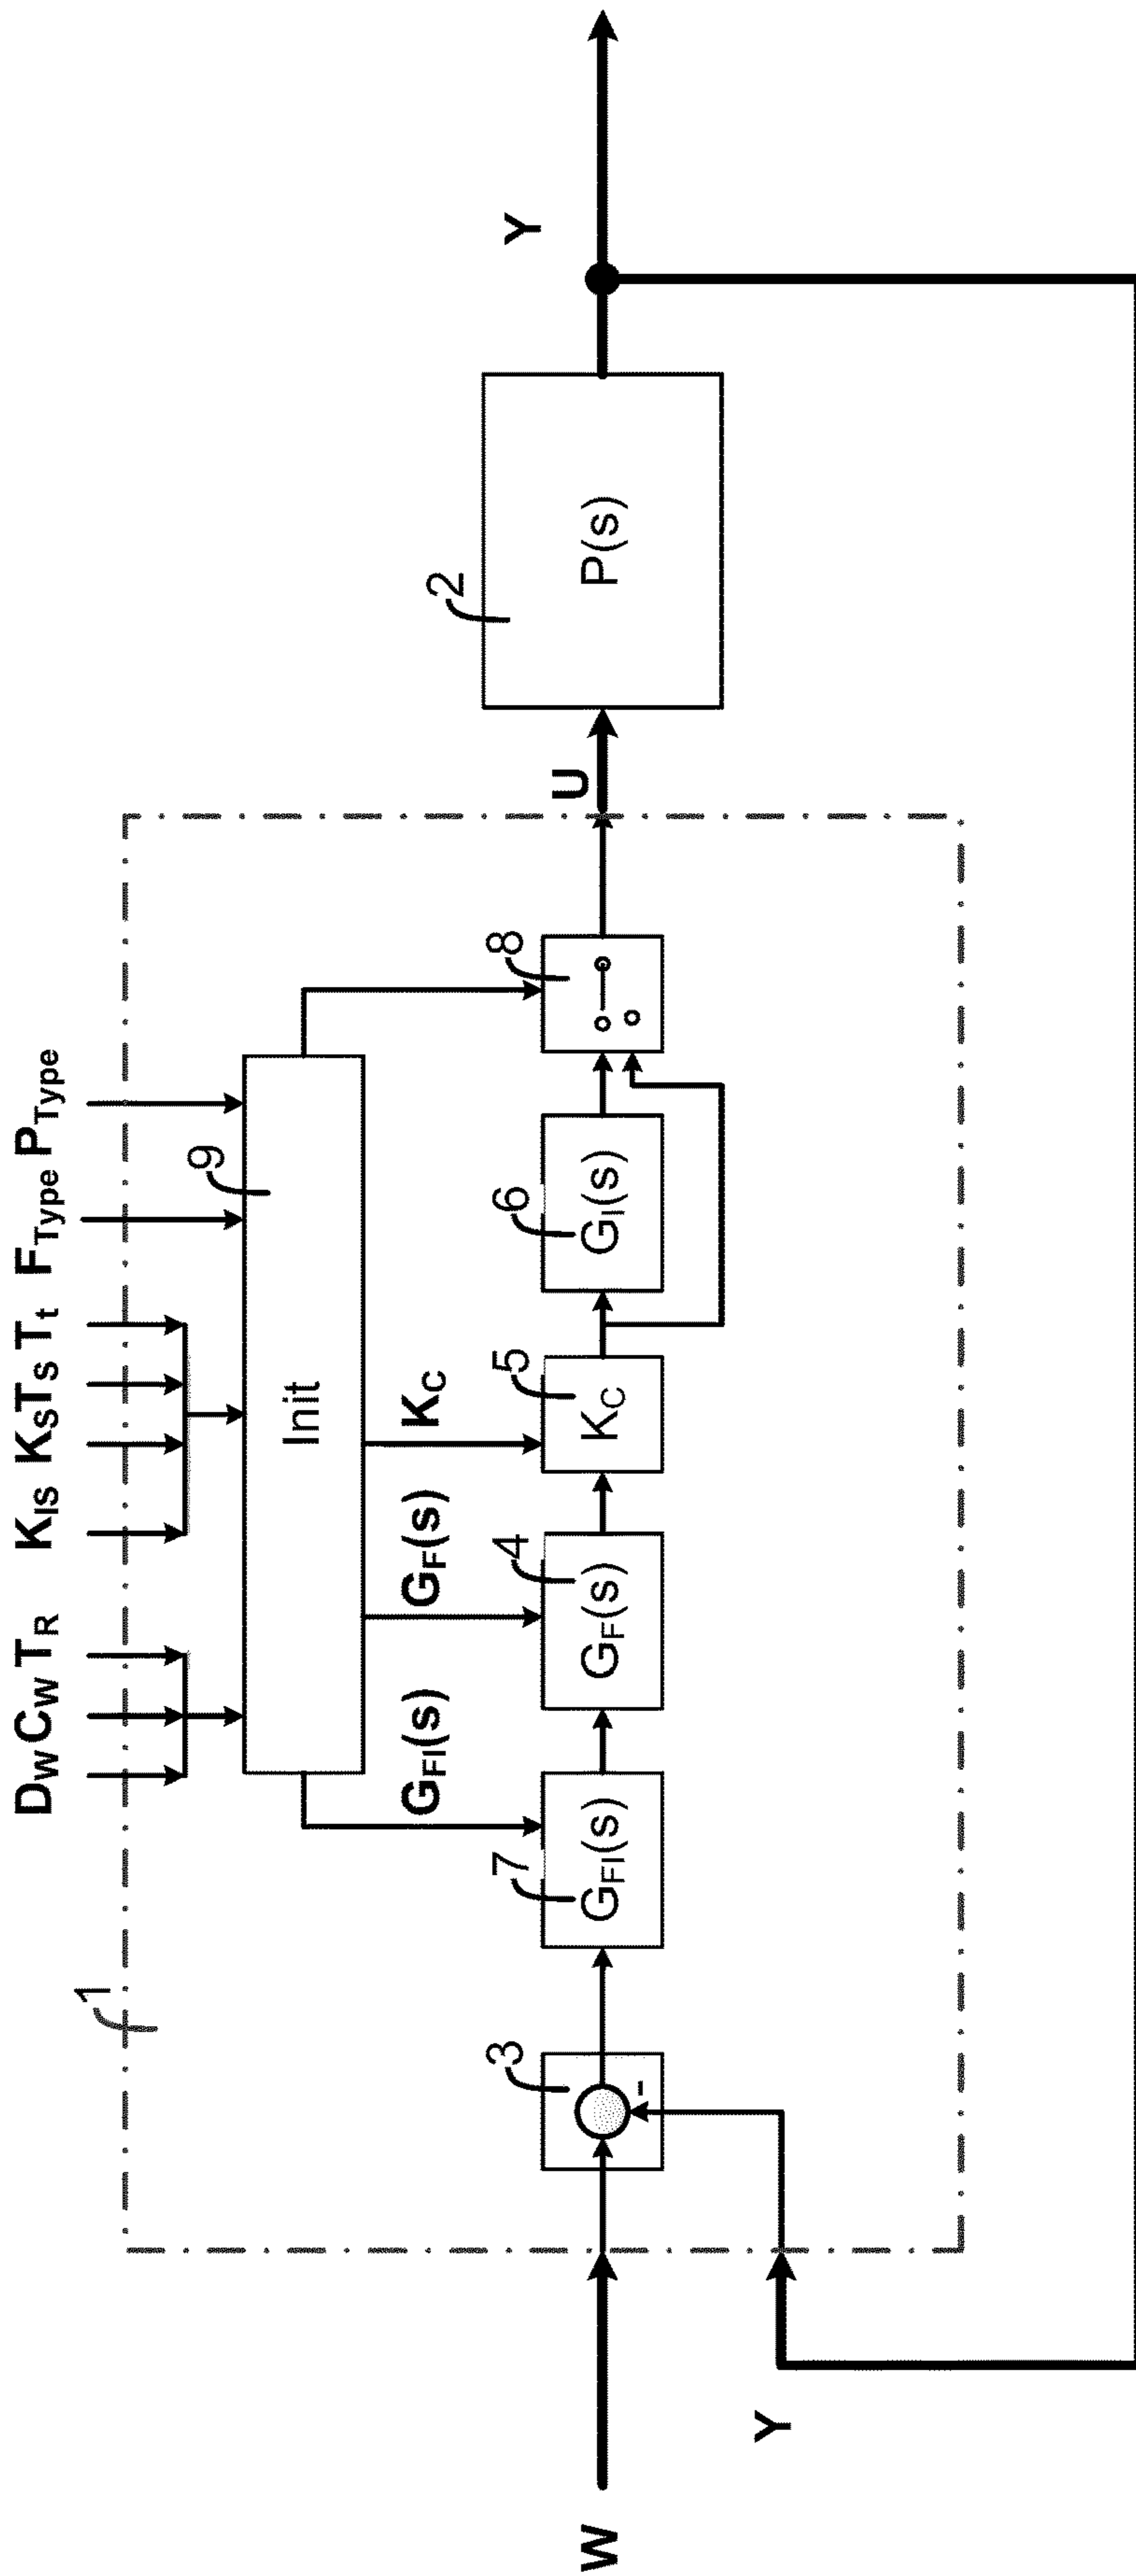 D_W C_W T_R K_IS K_S T_S T_t F_Type P_Type
1
9
Init
G_FI(s) G_F(s) K_C
3
7
4
5
6
8
2
W
G_FI(s)
G_F(s)
K_C
G_I(s)
U
P(s)
Y
-
Y